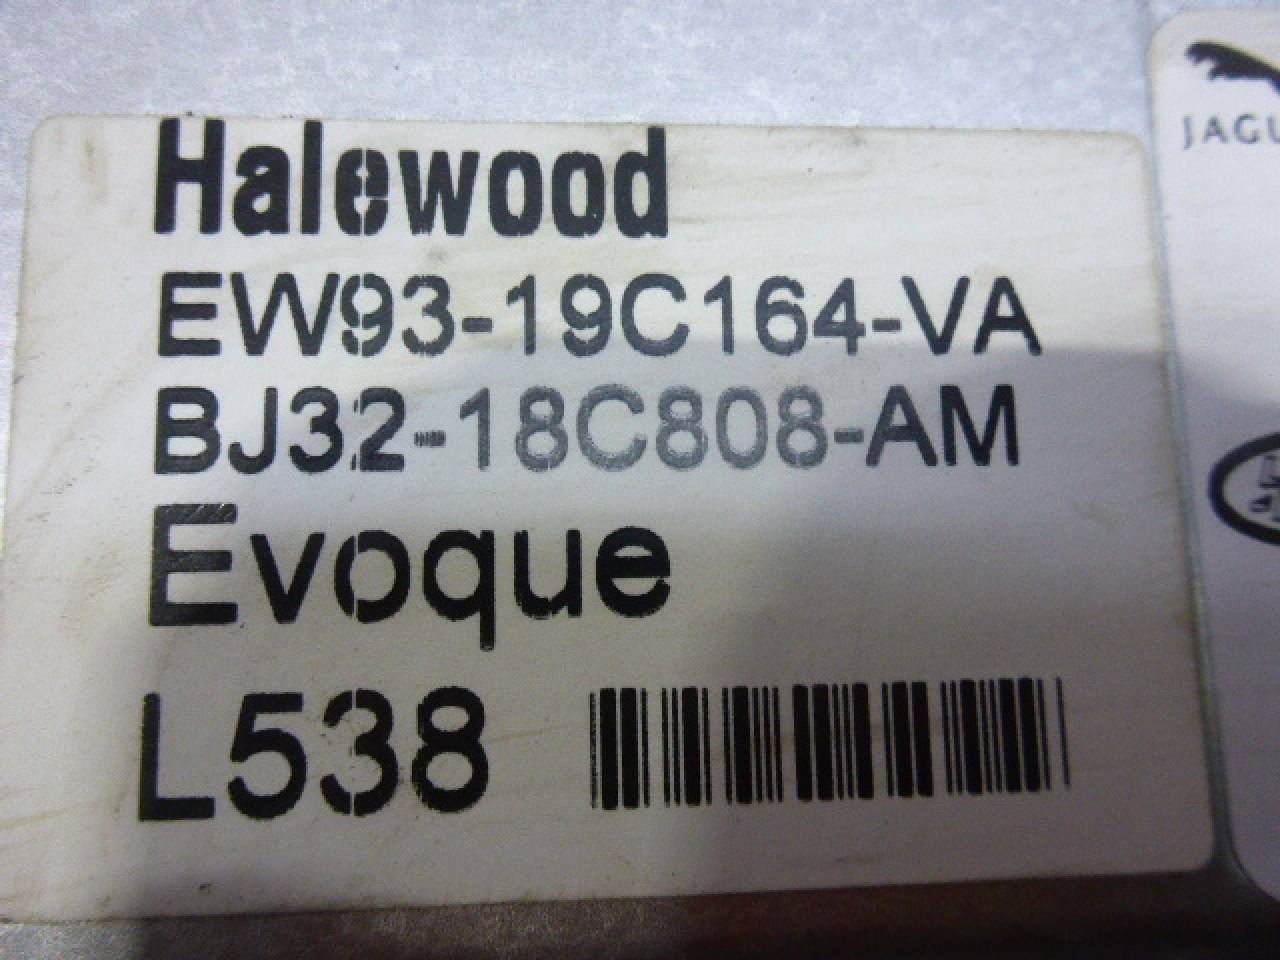 Halewood
EW93-19C164-VA
BJ32-18C808-AM
Evoque
L538
JAGU